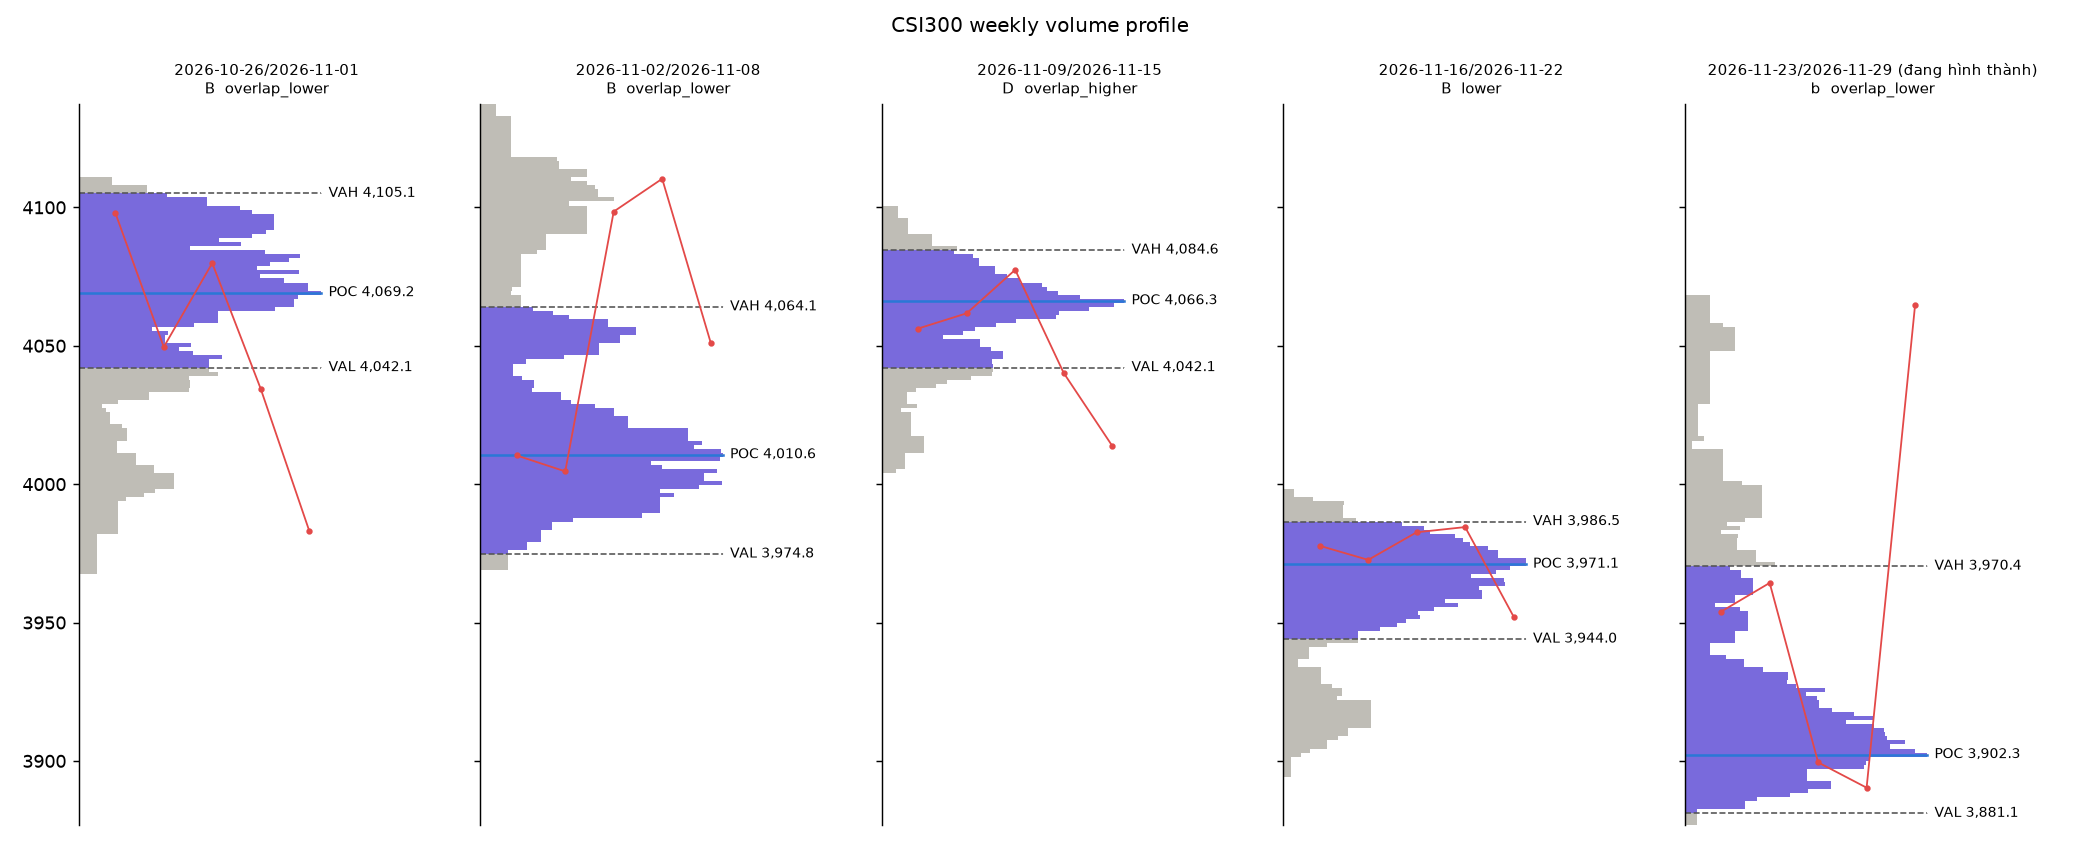 CSI300 weekly volume profile
2026-10-26/2026-11-01
B  overlap_lower
2026-11-02/2026-11-08
B  overlap_lower
2026-11-09/2026-11-15
D  overlap_higher
2026-11-16/2026-11-22
B  lower
2026-11-23/2026-11-29 (đang hình thành)
b  overlap_lower
4100
4050
4000
3950
3900
VAH 4,105.1
POC 4,069.2
VAL 4,042.1
VAH 4,064.1
POC 4,010.6
VAL 3,974.8
VAH 4,084.6
POC 4,066.3
VAL 4,042.1
VAH 3,986.5
POC 3,971.1
VAL 3,944.0
VAH 3,970.4
POC 3,902.3
VAL 3,881.1